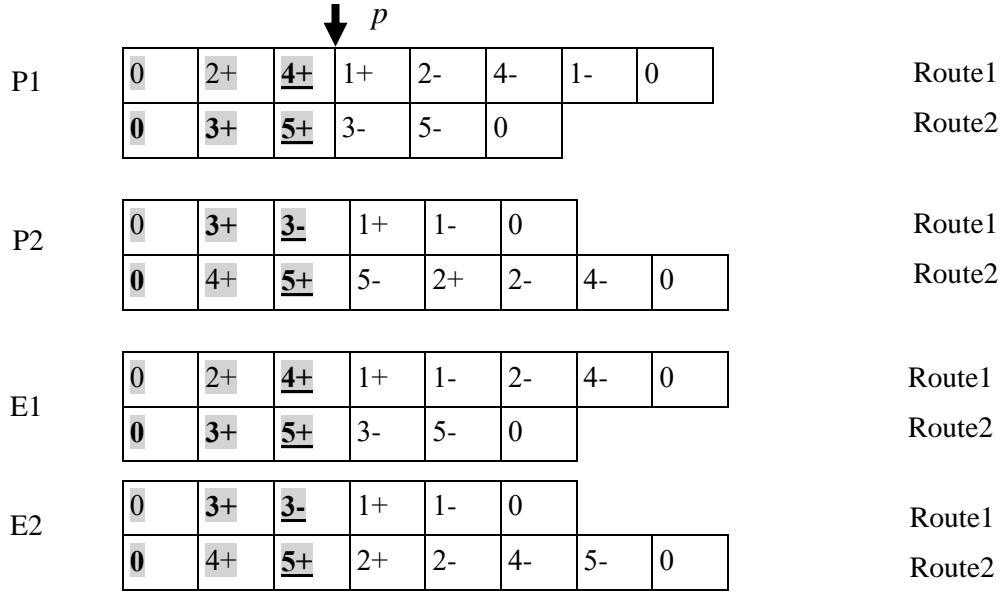 p
P1
0 2+ 4+ 1+ 2- 4- 1- 0 Route1
0 3+ 5+ 3- 5- 0 Route2
P2
0 3+ 3- 1+ 1- 0 Route1
0 4+ 5+ 5- 2+ 2- 4- 0 Route2
E1
0 2+ 4+ 1+ 1- 2- 4- 0 Route1
0 3+ 5+ 3- 5- 0 Route2
E2
0 3+ 3- 1+ 1- 0 Route1
0 4+ 5+ 2+ 2- 4- 5- 0 Route2